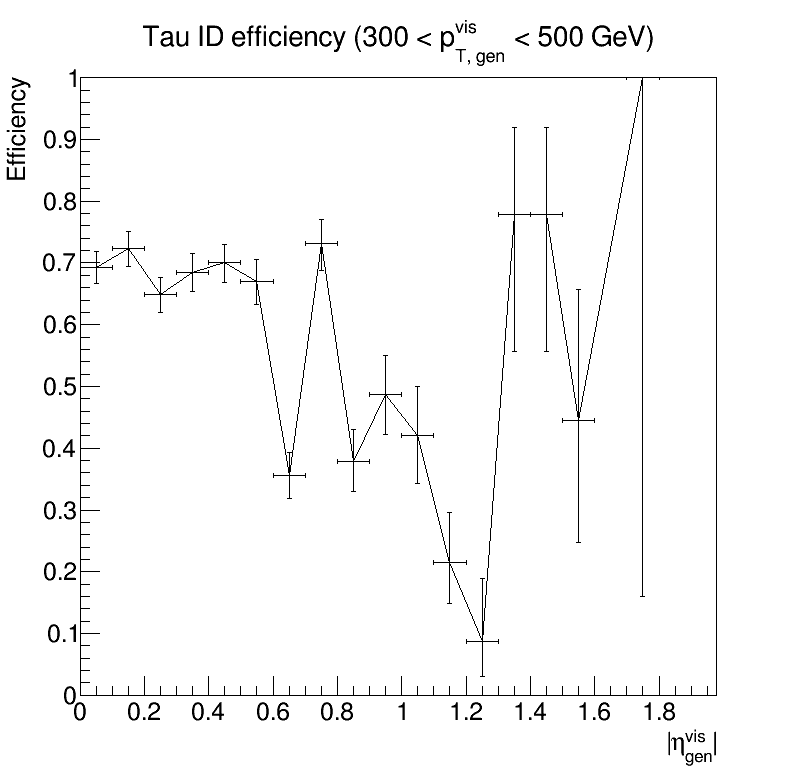 Tau ID efficiency (300 < p^vis_T, gen < 500 GeV)
Efficiency
1
0.9
0.8
0.7
0.6
0.5
0.4
0.3
0.2
0.1
0
0 0.2 0.4 0.6 0.8 1 1.2 1.4 1.6 1.8
|η^vis_gen|